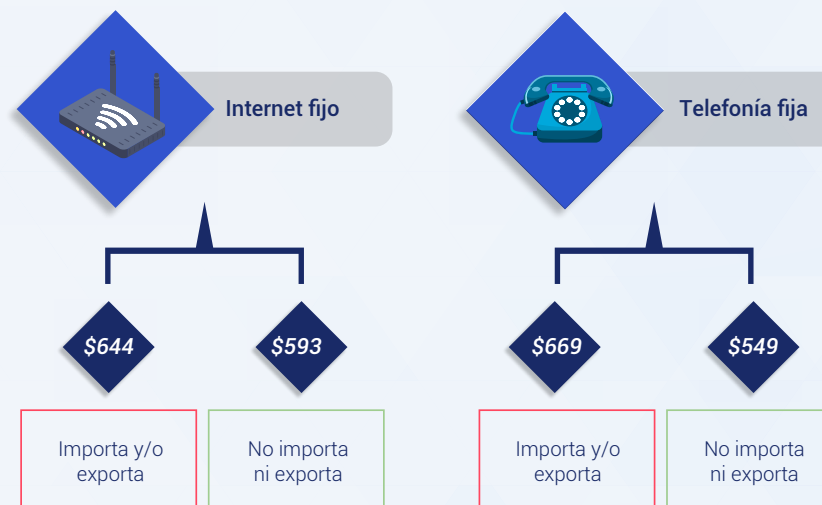 Internet fijo
Telefonía fija
$644
$593
$669
$549
Importa y/o
exporta
No importa
ni exporta
Importa y/o
exporta
No importa
ni exporta